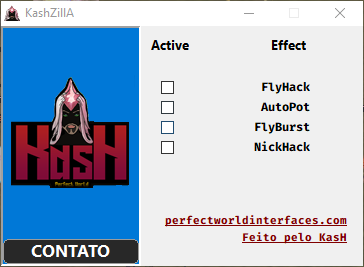 KashZillA
Active Effect
FlyHack
AutoPot
FlyBurst
NickHack
KasH
Perfect World
perfectworldinterfaces.com
Feito pelo KasH
CONTATO